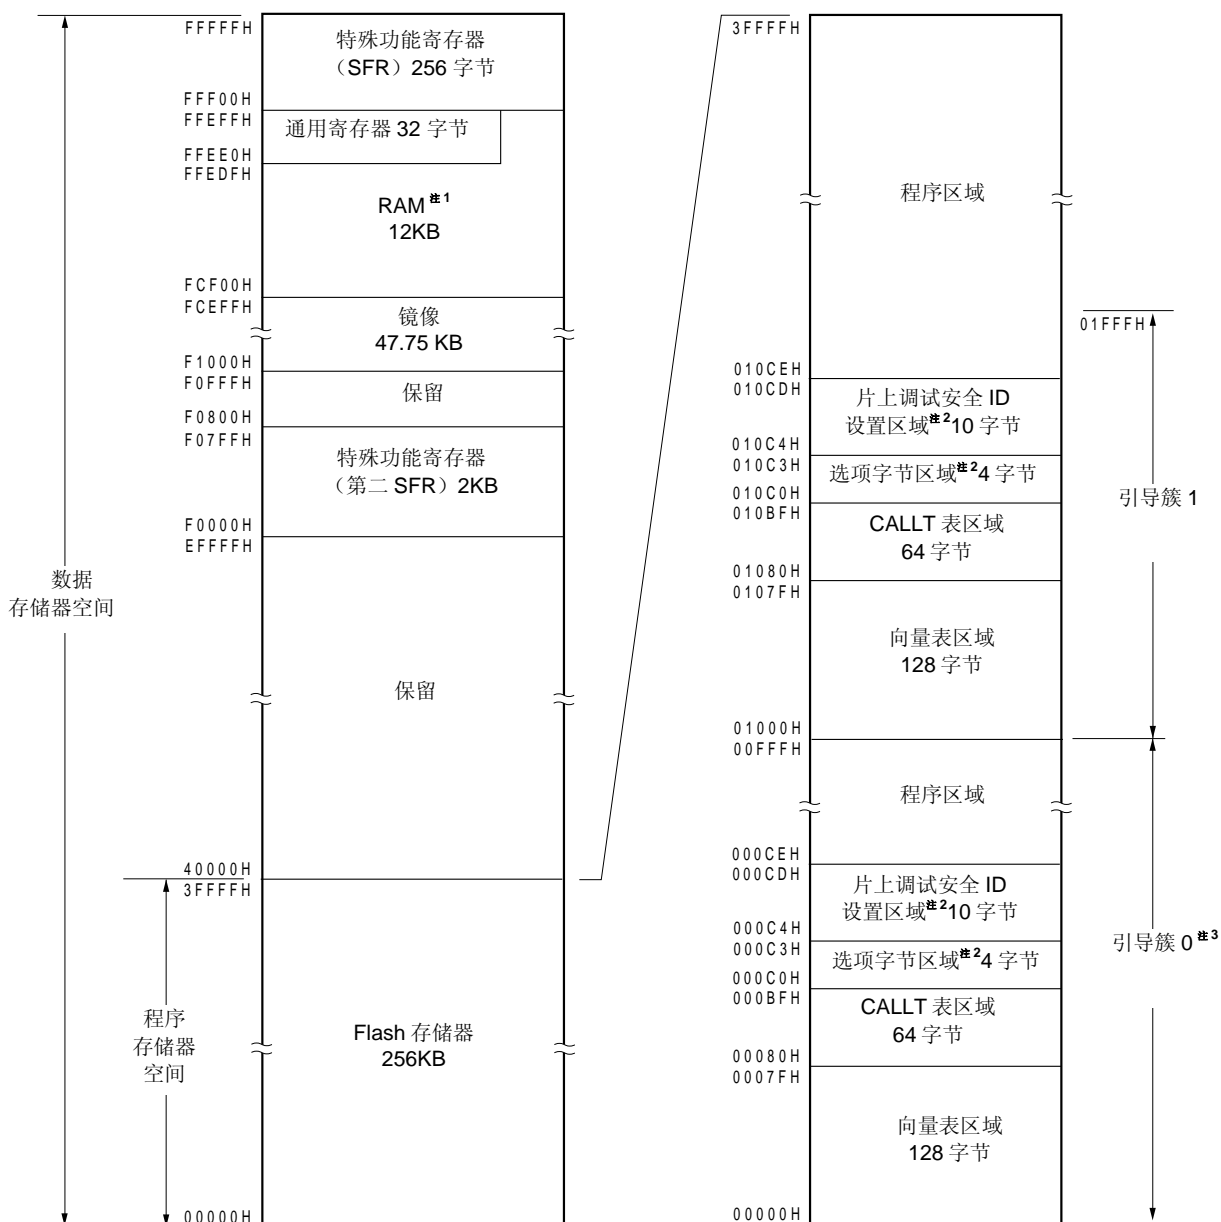 FFFFFH
特殊功能寄存器
（SFR）256 字节
FFF00H
FFEFFH
通用寄存器 32 字节
FFEE0H
FFEDFH
RAM 注 1
12KB
FCF00H
FCEFFH
镜像
47.75 KB
F1000H
F0FFFH
保留
F0800H
F07FFH
特殊功能寄存器
（第二 SFR）2KB
F0000H
EFFFFH
数据
存储器空间
保留
40000H
3FFFFH
程序
存储器
空间
Flash 存储器
256KB
00000H
3FFFFH
程序区域
01FFFH
010CEH
010CDH
片上调试安全 ID
设置区域注 2 10 字节
010C4H
010C3H
选项字节区域注 2 4 字节
010C0H
010BFH
CALLT 表区域
64 字节
引导簇 1
01080H
0107FH
向量表区域
128 字节
01000H
00FFFH
程序区域
000CEH
000CDH
片上调试安全 ID
设置区域注 2 10 字节
000C4H
000C3H
选项字节区域注 2 4 字节
引导簇 0 注 3
000C0H
000BFH
CALLT 表区域
64 字节
00080H
0007FH
向量表区域
128 字节
00000H